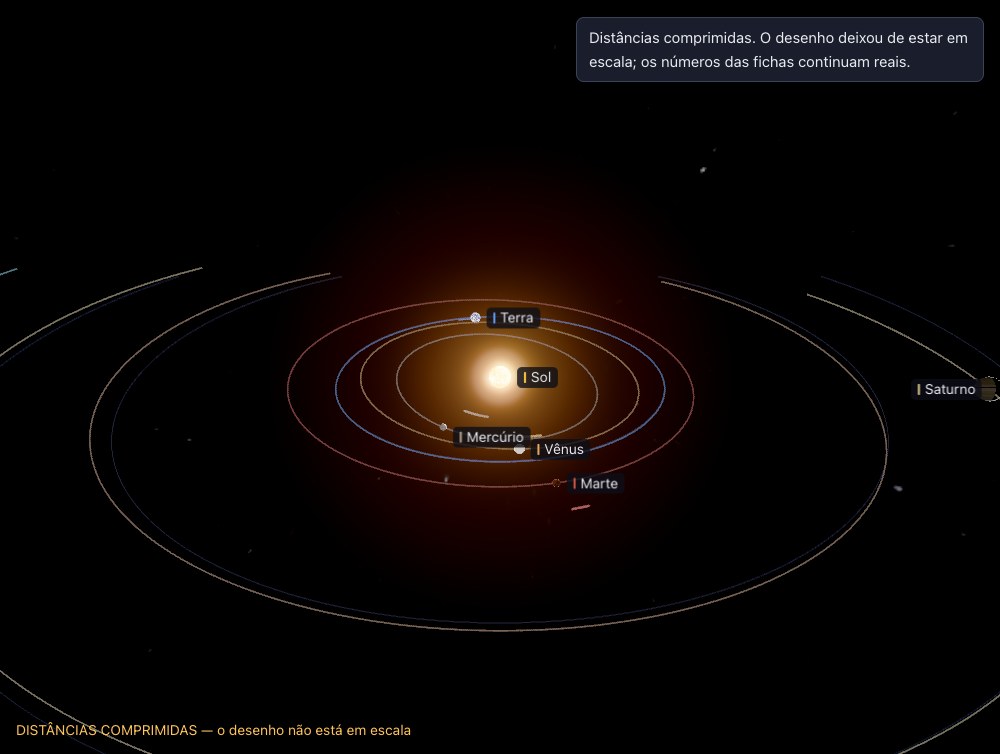 Distâncias comprimidas. O desenho deixou de estar em
escala; os números das fichas continuam reais.
Terra
Sol
Saturno
Mercúrio
Vênus
Marte
DISTÂNCIAS COMPRIMIDAS — o desenho não está em escala